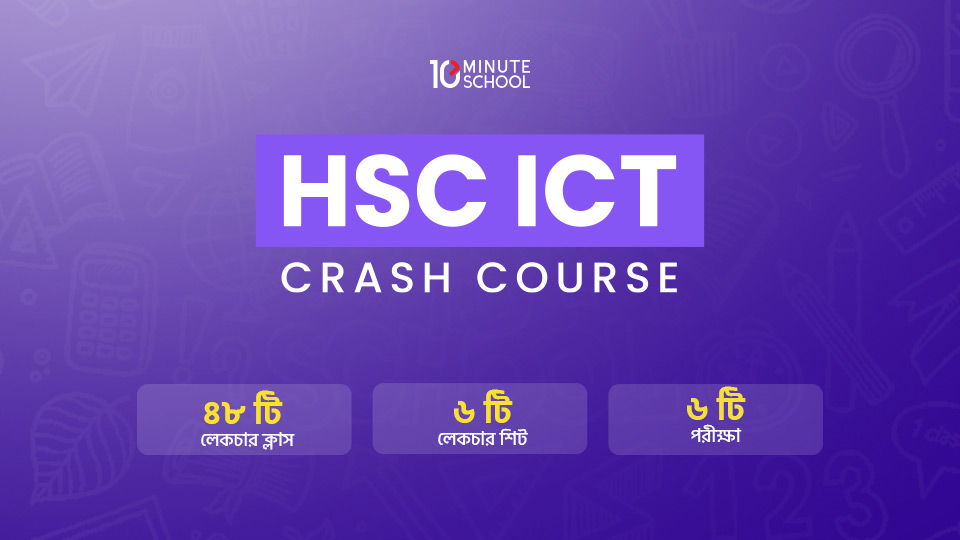 10 MINUTE SCHOOL
HSC ICT
CRASH COURSE
৪৮ টি
লেকচার ক্লাস
৬ টি
লেকচার শিট
৬ টি
পরীক্ষা